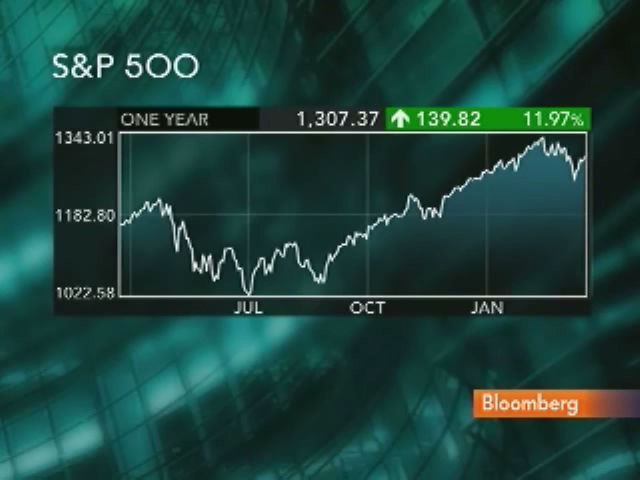 S&P 500
ONE YEAR 1,307.37 139.82 11.97%
1343.01
1182.80
1022.58
JUL OCT JAN
Bloomberg